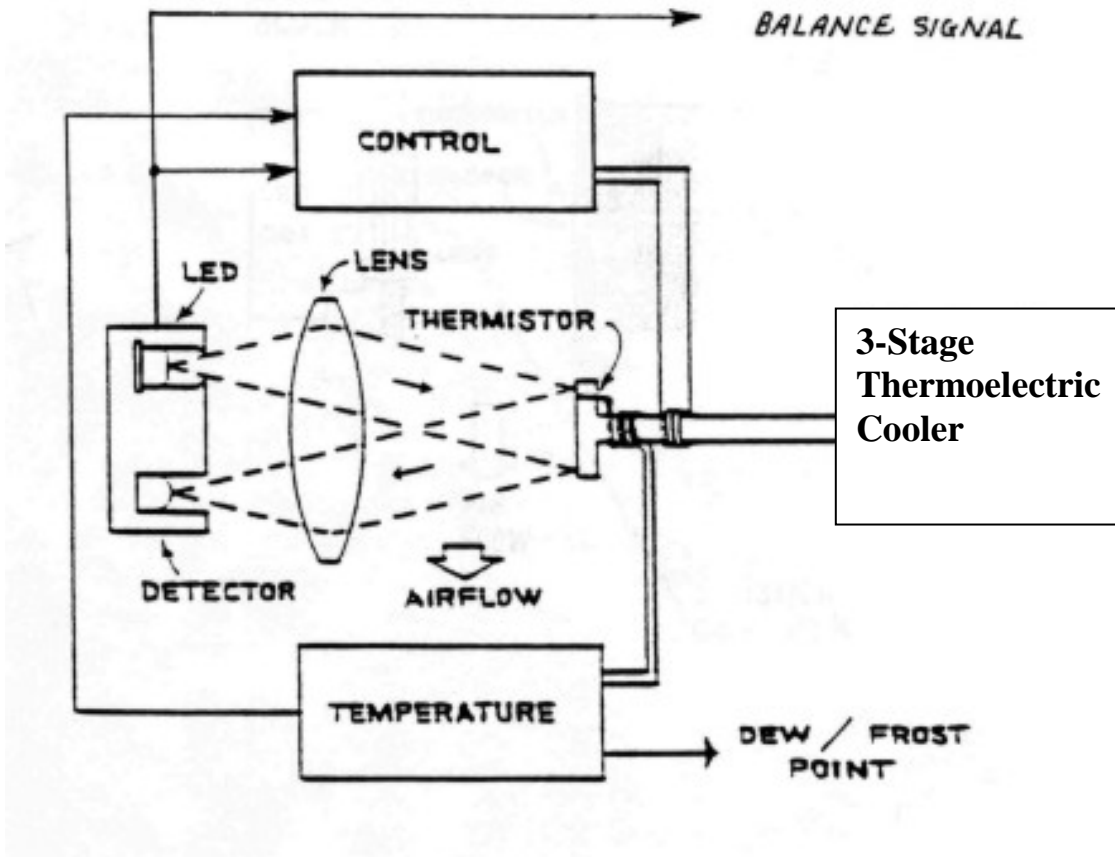 BALANCE SIGNAL
CONTROL
LED
LENS
THERMISTOR
3-Stage
Thermoelectric
Cooler
DETECTOR
AIRFLOW
TEMPERATURE
DEW / FROST
POINT